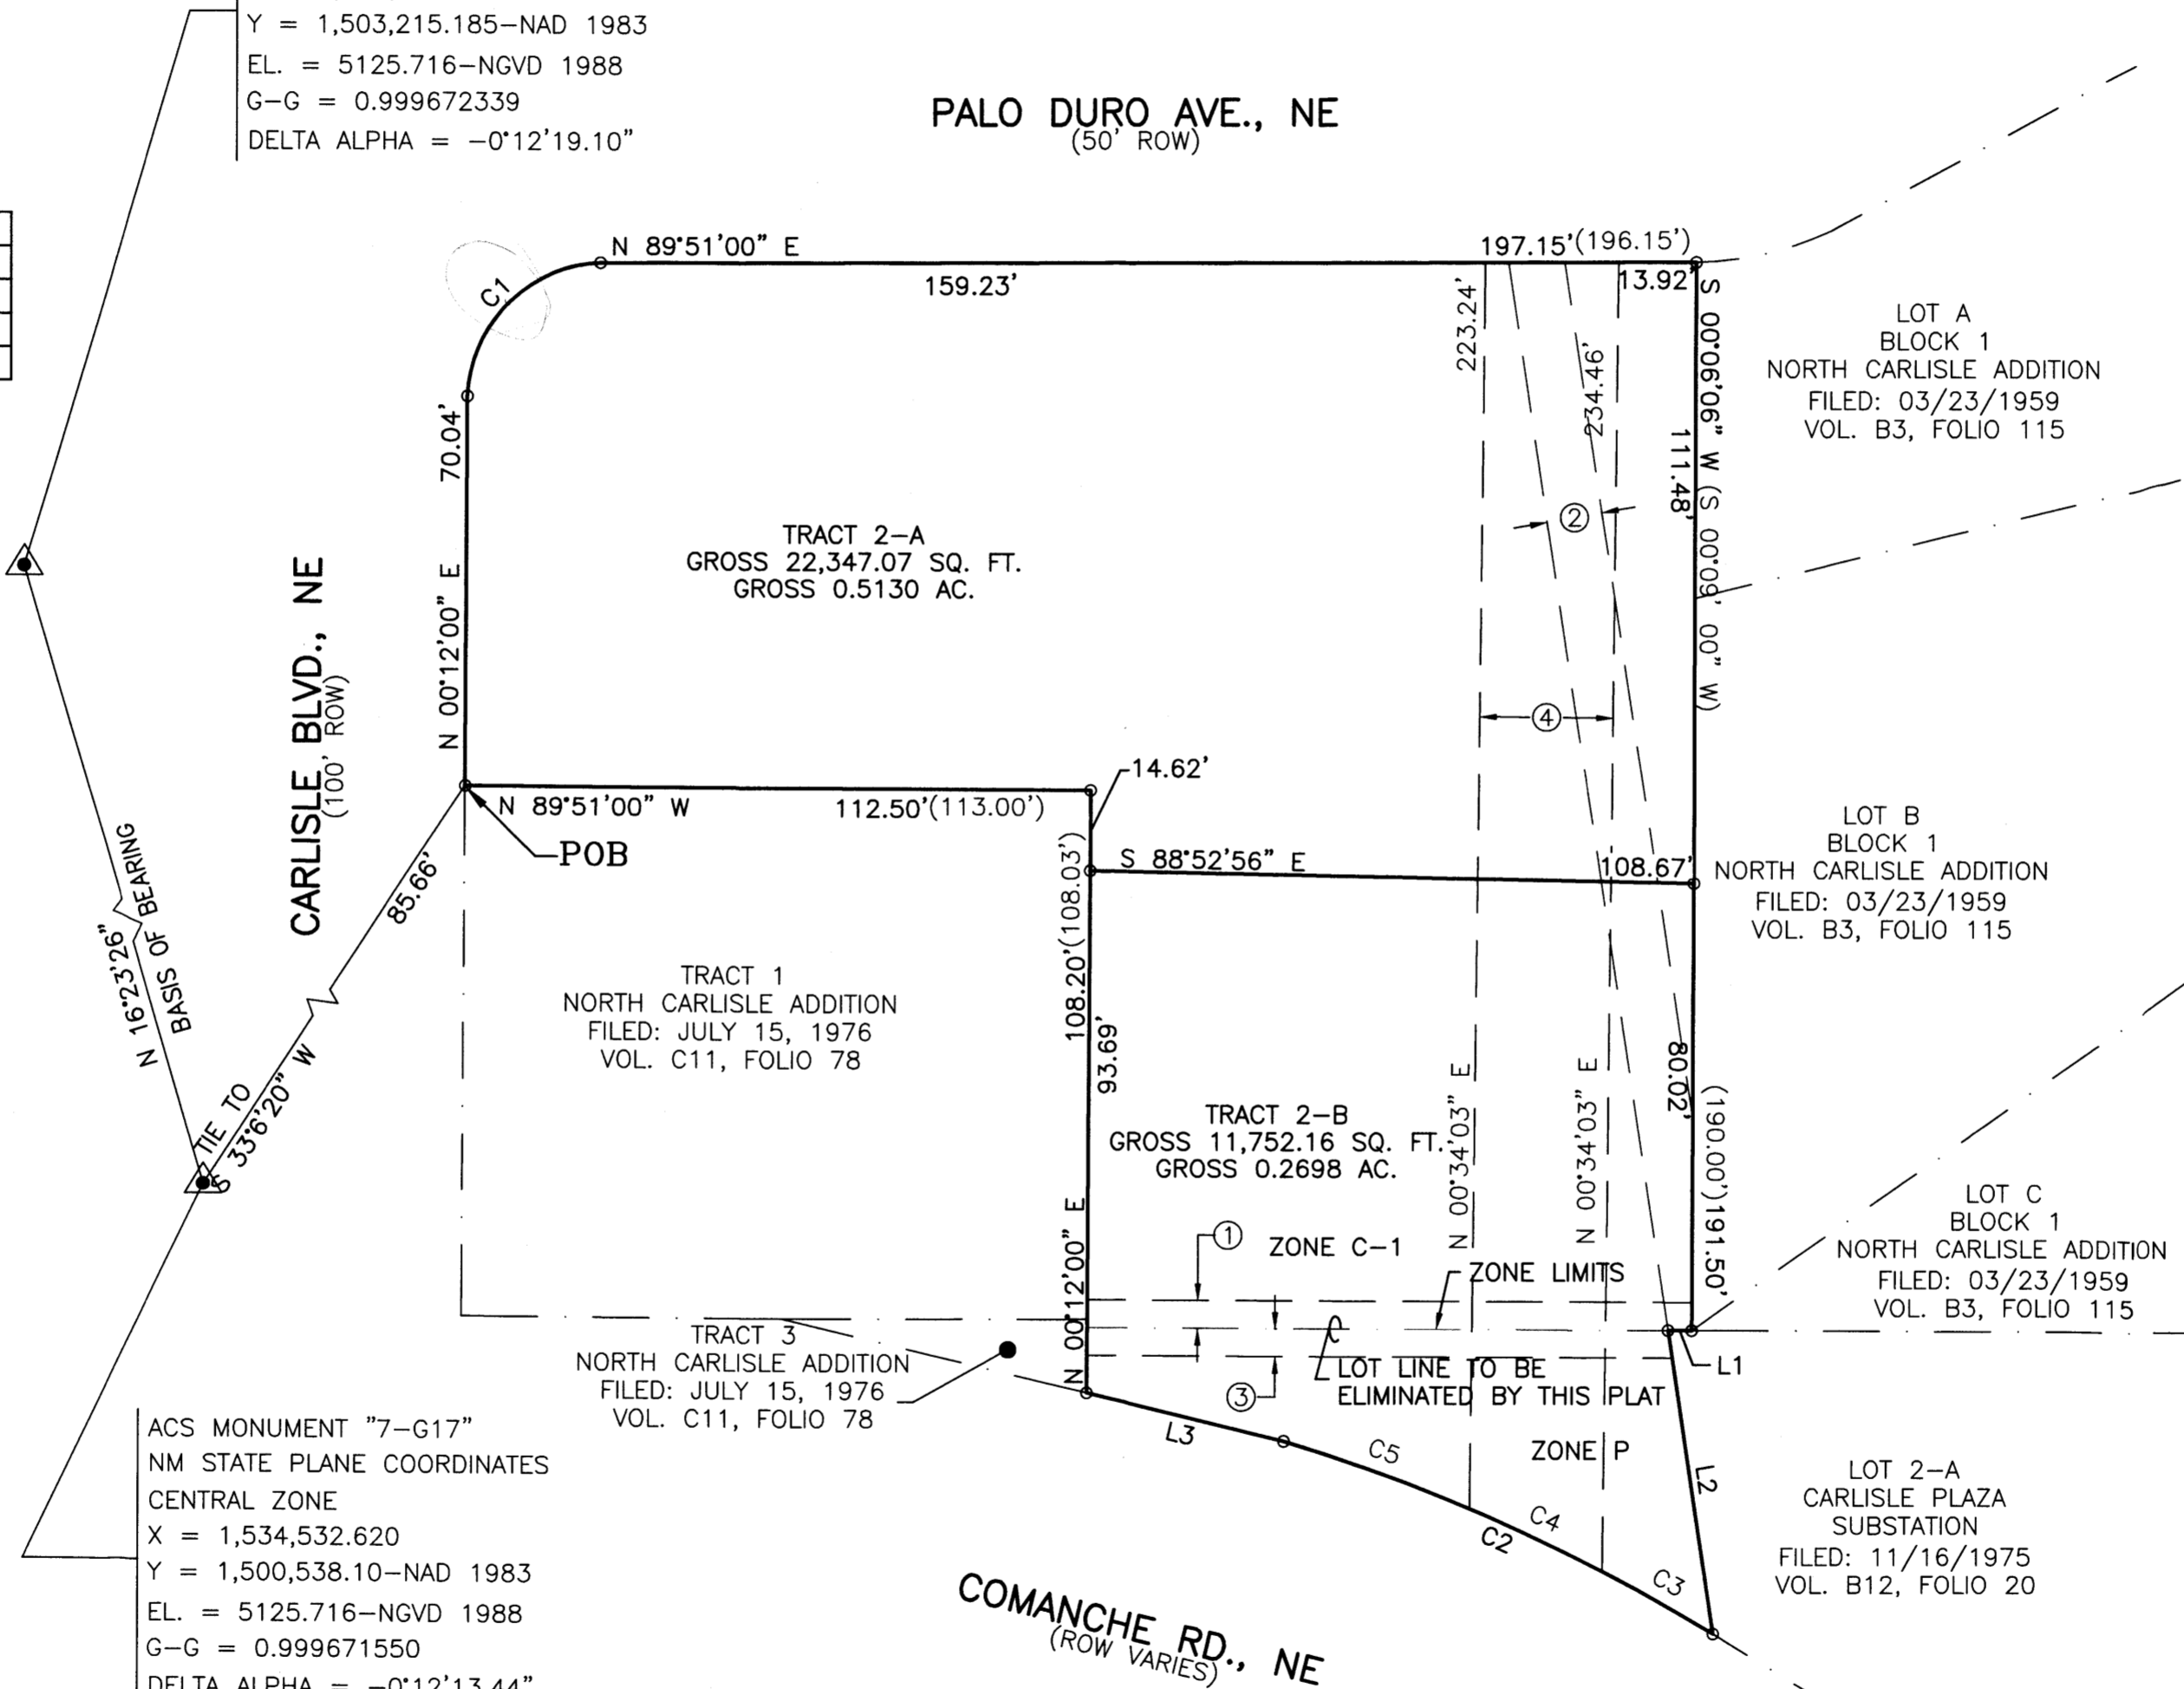 Y = 1,503,215.185-NAD 1983
EL. = 5125.716-NGVD 1988
G-G = 0.999672339
DELTA ALPHA = -0°12'19.10"
PALO DURO AVE., NE
(50' ROW)
N 89°51'00" E
197.15'(196.15')
159.23'
13.92'
C1
223.24'
234.46'
S 00°06'06" W (S 00°09' 00" W)
111.48'
LOT A
BLOCK 1
NORTH CARLISLE ADDITION
FILED: 03/23/1959
VOL. B3, FOLIO 115
70.04'
N 00°12'00" E
TRACT 2-A
GROSS 22,347.07 SQ. FT.
GROSS 0.5130 AC.
2
4
CARLISLE BLVD., NE
(100' ROW)
14.62'
N 89°51'00" W
112.50'(113.00')
POB
S 88°52'56" E
108.67'
LOT B
BLOCK 1
NORTH CARLISLE ADDITION
FILED: 03/23/1959
VOL. B3, FOLIO 115
85.66'
N 16°23'26"
BASIS OF BEARING
TIE TO
S 33°6'20" W
TRACT 1
NORTH CARLISLE ADDITION
FILED: JULY 15, 1976
VOL. C11, FOLIO 78
N 00°12'00" E
108.20'(108.03')
93.69'
80.02'
(190.00')191.50'
TRACT 2-B
GROSS 11,752.16 SQ. FT.
GROSS 0.2698 AC.
N 00°34'03" E
N 00°34'03" E
1
ZONE C-1
ZONE LIMITS
LOT C
BLOCK 1
NORTH CARLISLE ADDITION
FILED: 03/23/1959
VOL. B3, FOLIO 115
TRACT 3
NORTH CARLISLE ADDITION
FILED: JULY 15, 1976
VOL. C11, FOLIO 78
3
LOT LINE TO BE
ELIMINATED BY THIS PLAT
L1
L3
C5
ZONE P
L2
C4
C2
C3
LOT 2-A
CARLISLE PLAZA
SUBSTATION
FILED: 11/16/1975
VOL. B12, FOLIO 20
ACS MONUMENT "7-G17"
NM STATE PLANE COORDINATES
CENTRAL ZONE
X = 1,534,532.620
Y = 1,500,538.10-NAD 1983
EL. = 5125.716-NGVD 1988
G-G = 0.999671550
DELTA ALPHA = -0°12'13.44"
COMANCHE RD., NE
(ROW VARIES)